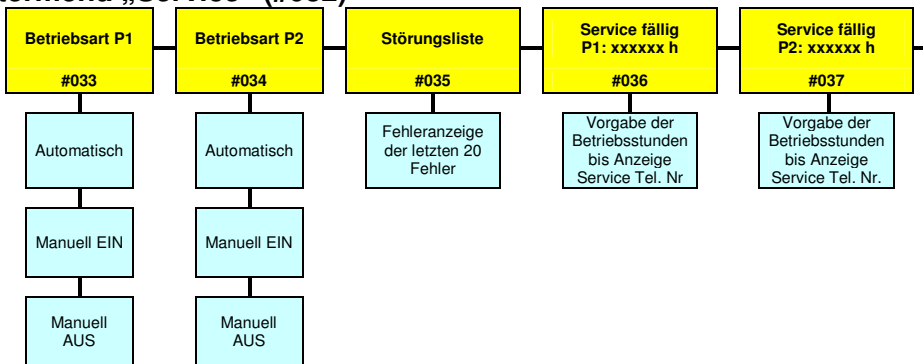 „Service“ (#032)
Betriebsart P1
#033
Automatisch
Manuell EIN
Manuell
AUS
Betriebsart P2
#034
Automatisch
Manuell EIN
Manuell
AUS
Störungsliste
#035
Fehleranzeige
der letzten 20
Fehler
Service fällig
P1: xxxxxx h
#036
Vorgabe der
Betriebsstunden
bis Anzeige
Service Tel. Nr
Service fällig
P2: xxxxxx h
#037
Vorgabe der
Betriebsstunden
bis Anzeige
Service Tel. Nr.